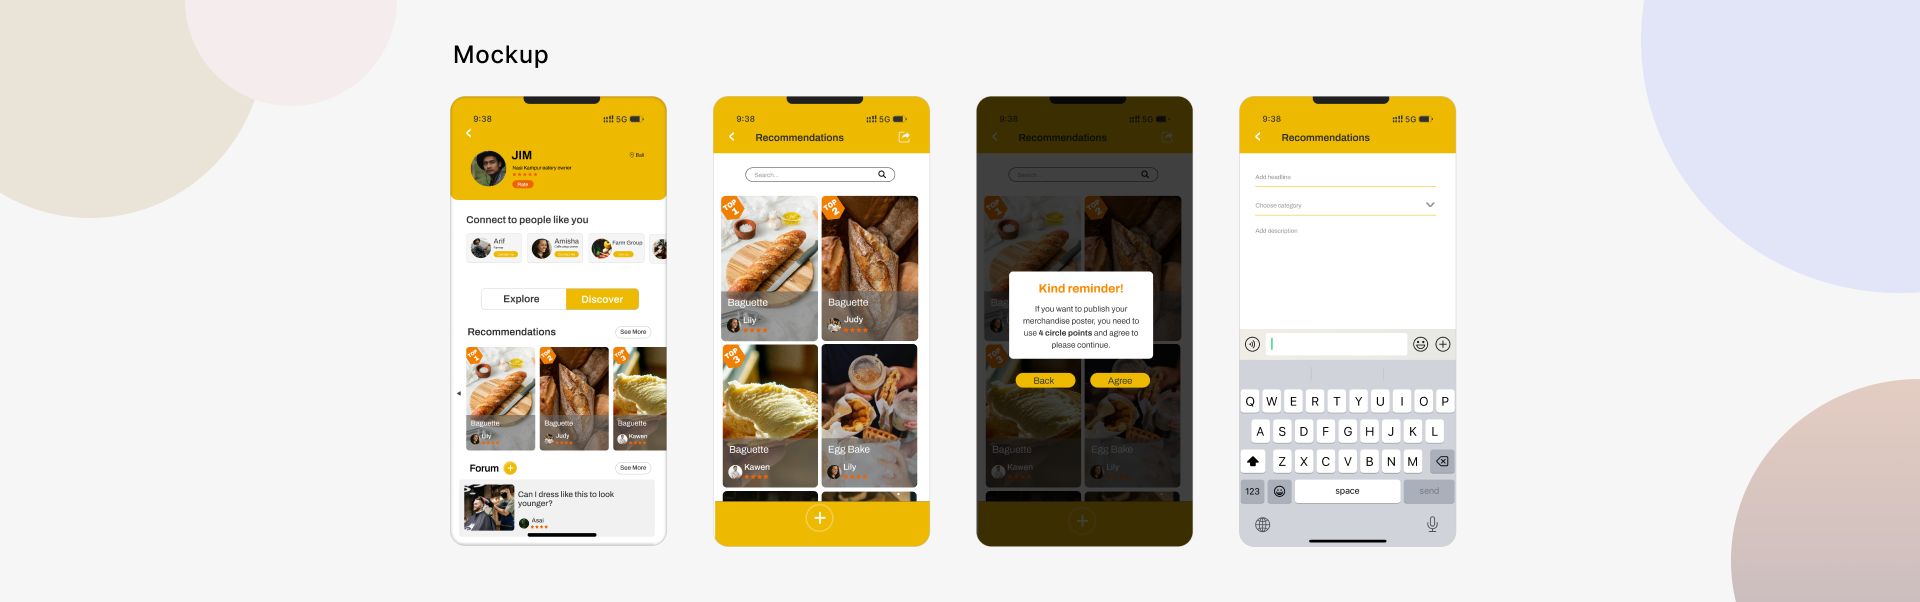 Mockup
9:38
5G
JIM
Bali
Nasi Kampur eatery owner
Rate
Connect to people like you
Arif
Farmer
Amisha
Farm Group
Explore
Discover
Recommendations
See More
TOP 1
TOP 2
TOP 3
Baguette
Lily
Baguette
Judy
Baguette
Kawen
Forum
See More
Can I dress like this to look
younger?
Asai
9:38
5G
Recommendations
Search...
TOP 1
TOP 2
Baguette
Lily
Baguette
Judy
TOP 3
Baguette
Kawen
Egg Bake
Lily
9:38
5G
Recommendations
Search...
TOP 1
TOP 2
Kind reminder!
If you want to publish your
merchandise poster, you need to
use 4 circle points and agree to
please continue.
Back
Agree
Baguette
Kawen
Egg Bake
Lily
9:38
5G
Recommendations
Add headline
Choose category
Add description
Q W E R T Y U I O P
A S D F G H J K L
Z X C V B N M
123
space
send